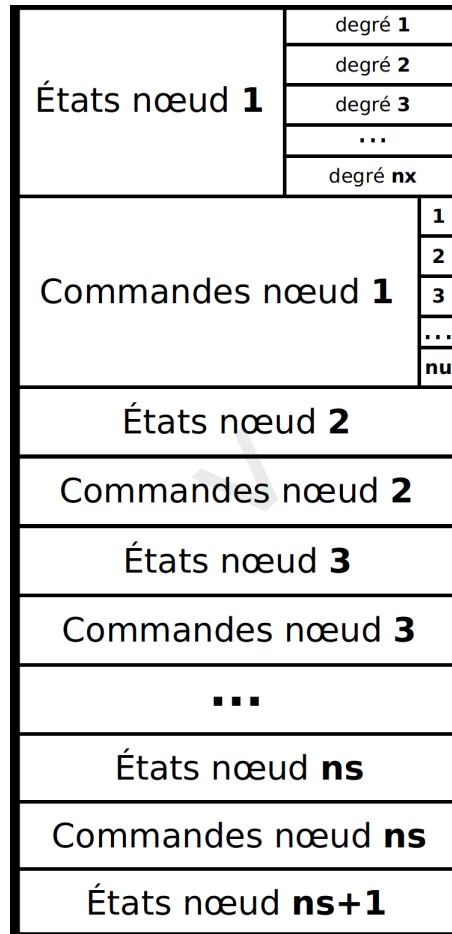 États nœud 1
degré 1
degré 2
degré 3
...
degré nx
Commandes nœud 1
1
2
3
...
nu
États nœud 2
Commandes nœud 2
États nœud 3
Commandes nœud 3
...
États nœud ns
Commandes nœud ns
États nœud ns+1